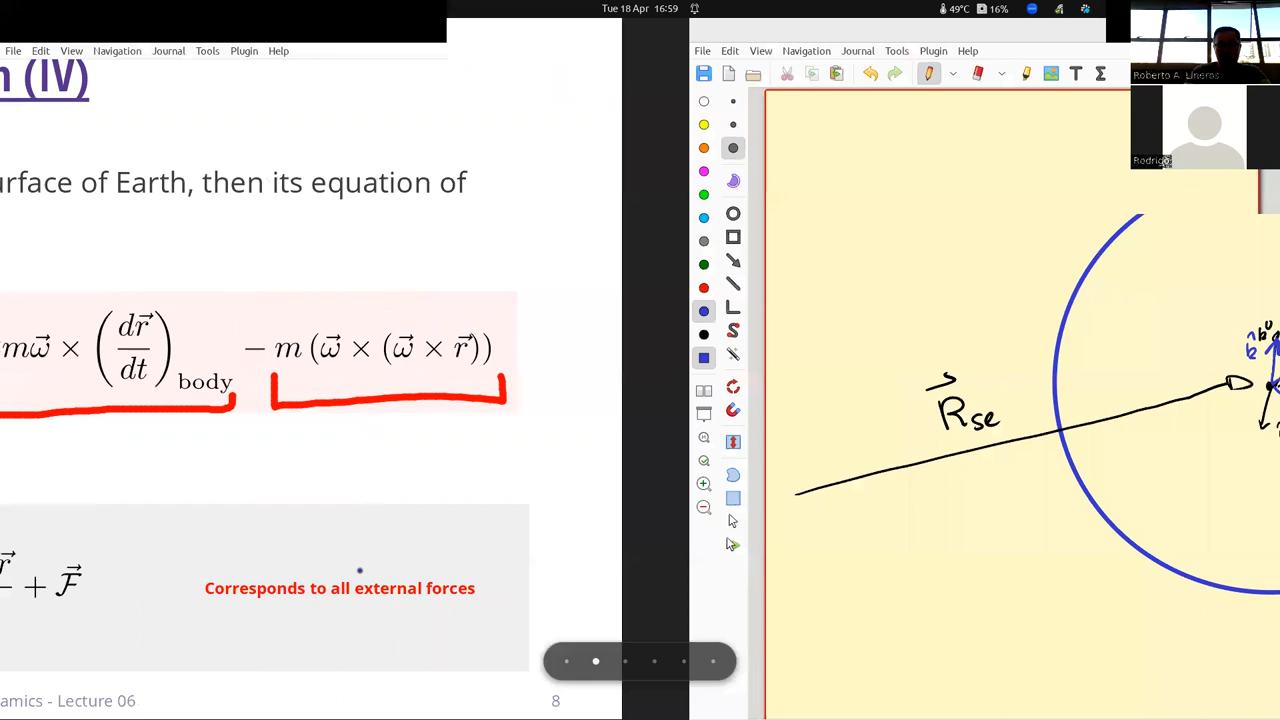 Tue 18 Apr 16:59
49°C 16%
File Edit View Navigation Journal Tools Plugin Help
n (IV)
urface of Earth, then its equation of
mω⃗ × (dr⃗/dt)body − m (ω⃗ × (ω⃗ × r⃗))
r⃗ + F⃗
Corresponds to all external forces
amics - Lecture 06
8
File Edit View Navigation Journal Tools Plugin Help
T Σ
Roberto A. Lineros
Rodrigo
R⃗se